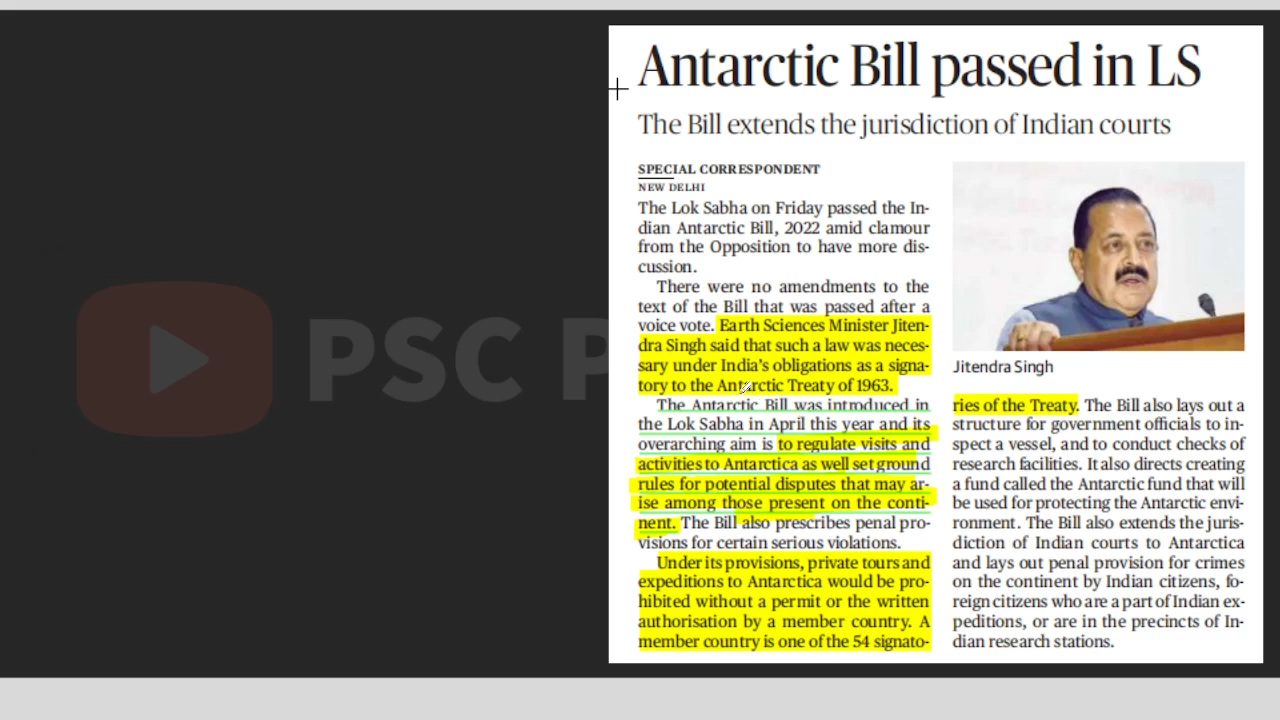 Antarctic Bill passed in LS
The Bill extends the jurisdiction of Indian courts
SPECIAL CORRESPONDENT
NEW DELHI
The Lok Sabha on Friday passed the In-
dian Antarctic Bill, 2022 amid clamour
from the Opposition to have more dis-
cussion.
There were no amendments to the
text of the Bill that was passed after a
voice vote. Earth Sciences Minister Jiten-
dra Singh said that such a law was neces-
sary under India's obligations as a signa-
tory to the Antarctic Treaty of 1963.
The Antarctic Bill was introduced in
the Lok Sabha in April this year and its
overarching aim is to regulate visits and
activities to Antarctica as well set ground
rules for potential disputes that may ar-
ise among those present on the conti-
nent. The Bill also prescribes penal pro-
visions for certain serious violations.
Under its provisions, private tours and
expeditions to Antarctica would be pro-
hibited without a permit or the written
authorisation by a member country. A
member country is one of the 54 signato-
Jitendra Singh
ries of the Treaty. The Bill also lays out a
structure for government officials to in-
spect a vessel, and to conduct checks of
research facilities. It also directs creating
a fund called the Antarctic fund that will
be used for protecting the Antarctic envi-
ronment. The Bill also extends the juris-
diction of Indian courts to Antarctica
and lays out penal provision for crimes
on the continent by Indian citizens, fo-
reign citizens who are a part of Indian ex-
peditions, or are in the precincts of In-
dian research stations.
PSC P